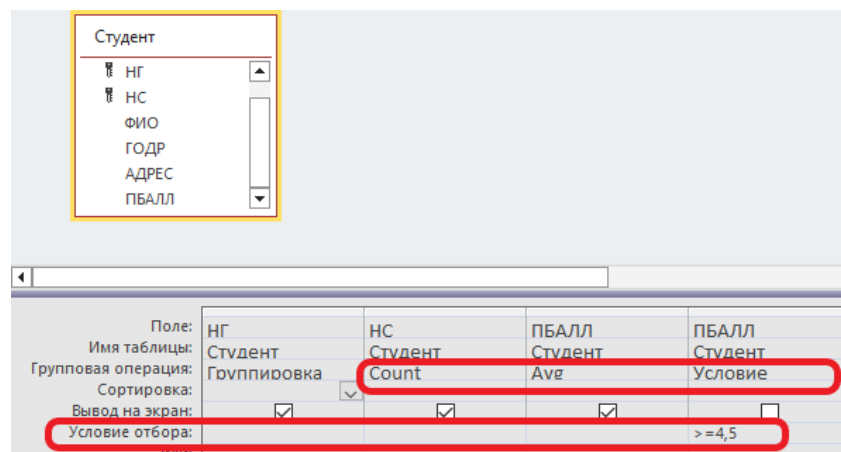 Студент
НГ
НС
ФИО
ГОДР
АДРЕС
ПБАЛЛ
Поле: НГ НС ПБАЛЛ ПБАЛЛ
Имя таблицы: Студент Студент Студент Студент
Групповая операция: Группировка Count Avg Условие
Сортировка:
Вывод на экран:
Условие отбора: >=4,5